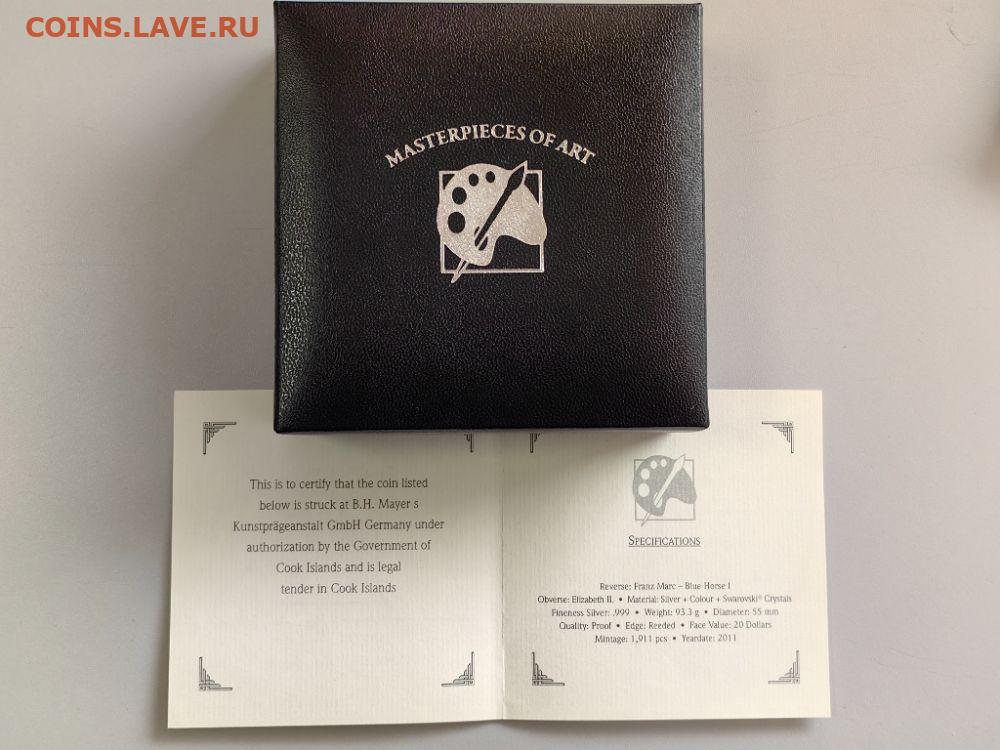 COINS.LAVE.RU
MASTERPIECES OF ART
This is to certify that the coin listed
below is struck at B.H. Mayer s
Kunstprägeanstalt GmbH Germany under
authorization by the Government of
Cook Islands and is legal
tender in Cook Islands
SPECIFICATIONS
Reverse: Franz Marc – Blue Horse I
Obverse: Elizabeth II. • Material: Silver + Colour + Swarovski® Crystals
Fineness Silver: .999 • Weight: 93.3 g • Diameter: 55 mm
Quality: Proof • Edge: Reeded • Face Value: 20 Dollars
Mintage: 1,911 pcs • Yeardate: 2011